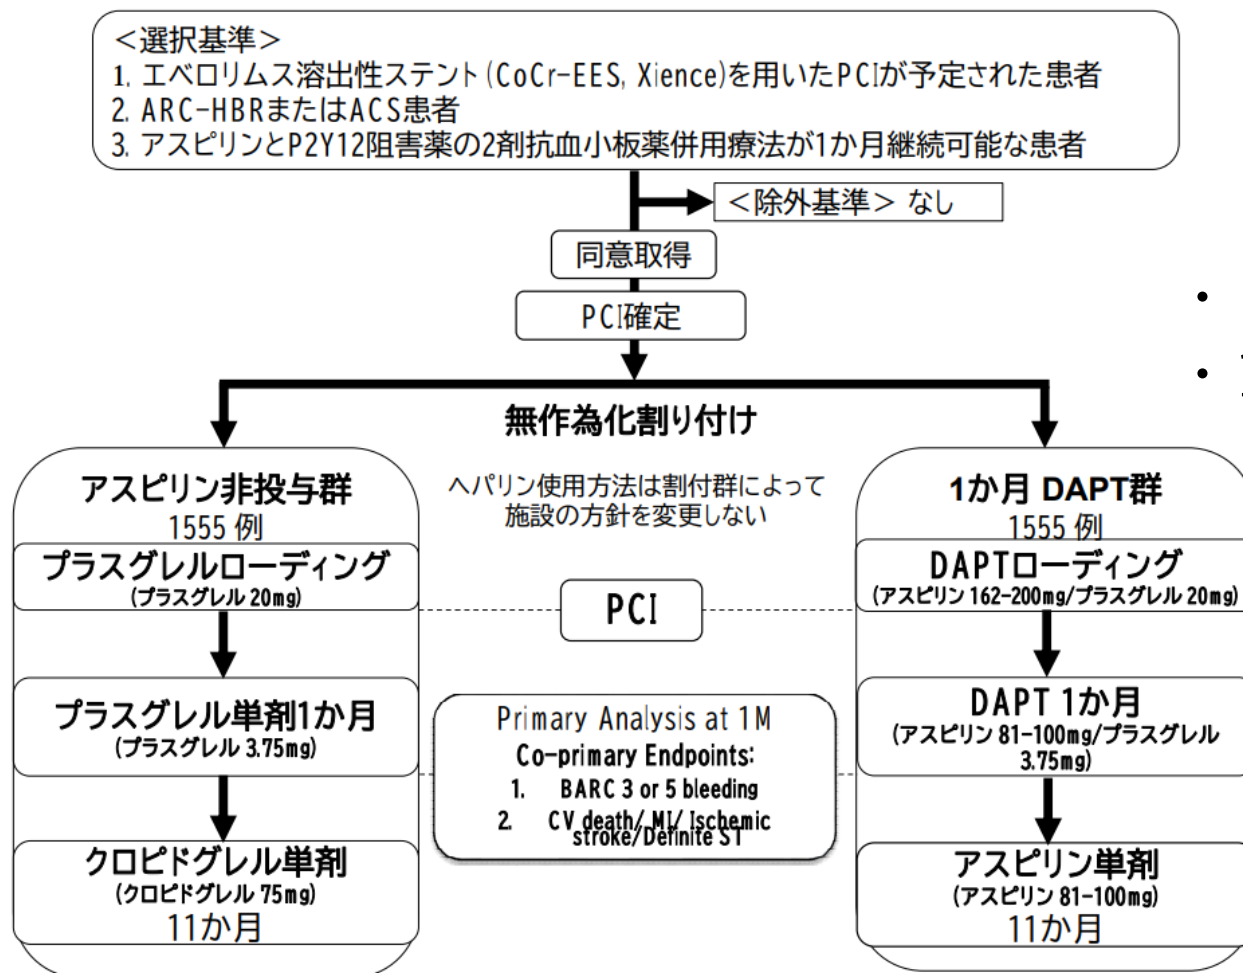 <選択基準>
1. エベロリムス溶出性ステント(CoCr-EES, Xience)を用いたPCIが予定された患者
2. ARC-HBRまたはACS患者
3. アスピリンとP2Y12阻害薬の2剤抗血小板薬併用療法が1か月継続可能な患者
<除外基準> なし
同意取得
PCI確定
無作為化割り付け
ヘパリン使用方法は割付群によって
施設の方針を変更しない
アスピリン非投与群
1555 例
プラスグレルローディング
(プラスグレル 20mg)
プラスグレル単剤1か月
(プラスグレル 3.75mg)
クロピドグレル単剤
(クロピドグレル 75mg)
11か月
PCI
Primary Analysis at 1M
Co-primary Endpoints:
1. BARC 3 or 5 bleeding
2. CV death/ MI/ Ischemic
stroke/Definite ST
1か月 DAPT群
1555 例
DAPTローディング
(アスピリン 162-200mg/プラスグレル 20mg)
DAPT 1か月
(アスピリン 81-100mg/プラスグレル
3.75mg)
アスピリン単剤
(アスピリン 81-100mg)
11か月